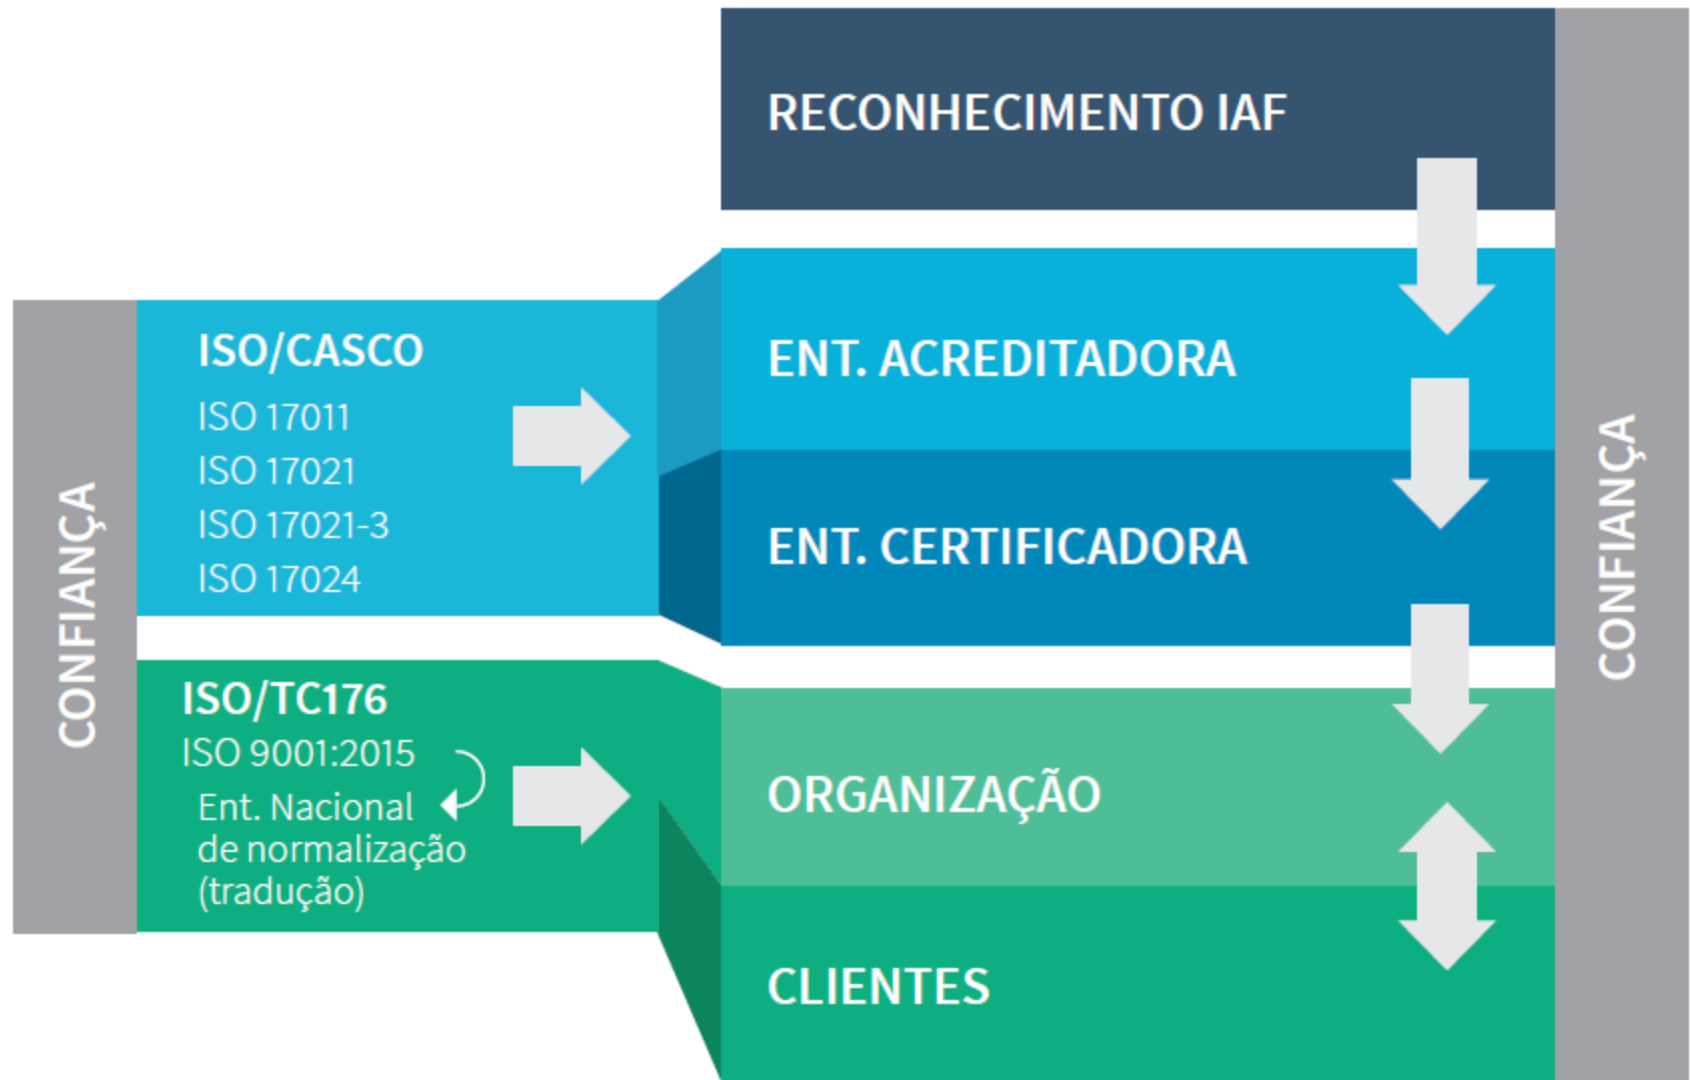 RECONHECIMENTO IAF
ENT. ACREDITADORA
ENT. CERTIFICADORA
ORGANIZAÇÃO
CLIENTES
CONFIANÇA
CONFIANÇA
ISO/CASCO
ISO 17011
ISO 17021
ISO 17021-3
ISO 17024
ISO/TC176
ISO 9001:2015
Ent. Nacional
de normalização
(tradução)